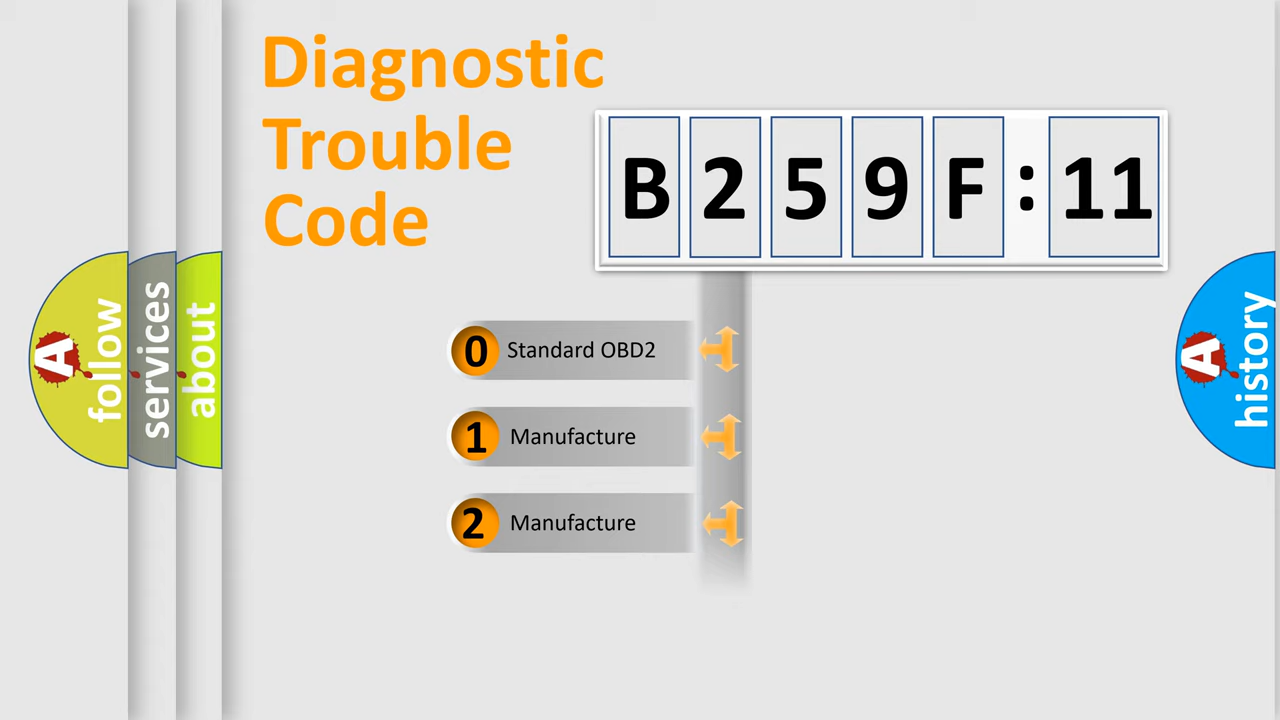 Diagnostic
Trouble
Code
B 2 5 9 F : 11
0 Standard OBD2
1 Manufacture
2 Manufacture
A follow
services
about
A history